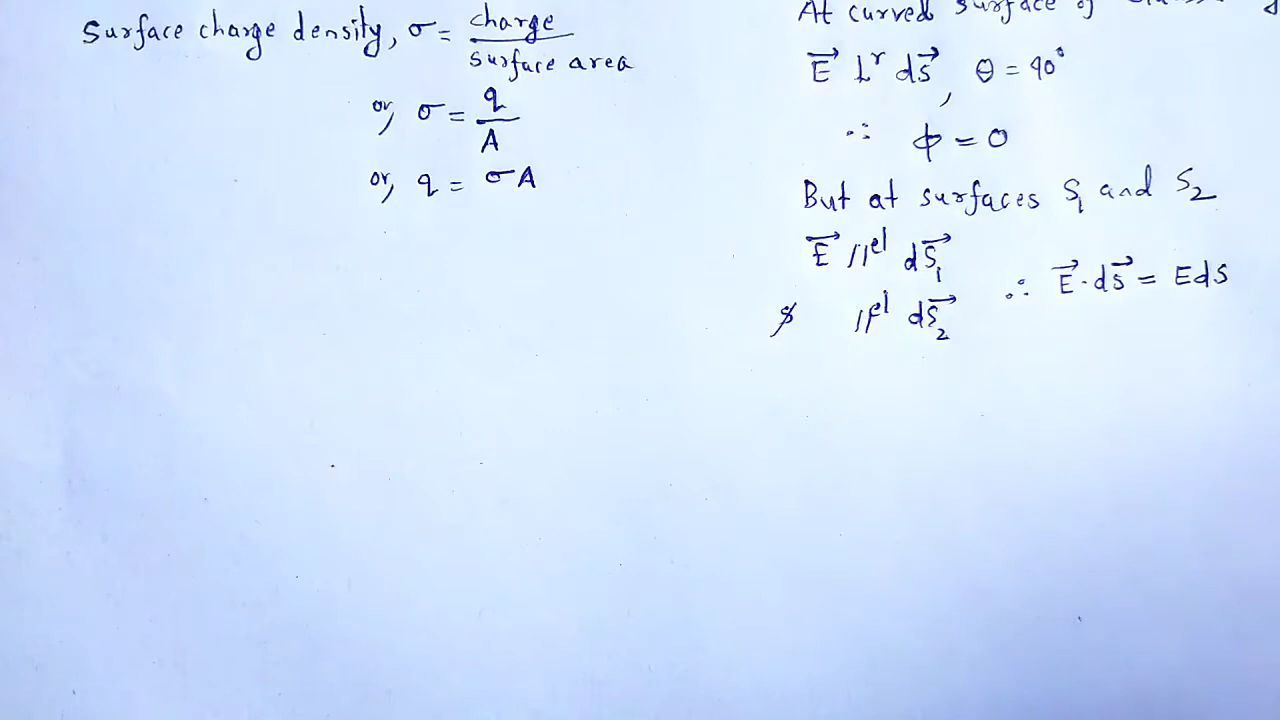 Surface charge density, σ = charge / surface area
or, σ = q / A
or, q = σA
At curved surface of
E⃗ ⊥ʳ dS⃗, θ = 90°
∴ ϕ = 0
But at surfaces S₁ and S₂
E⃗ //el dS⃗₁
∴ E⃗·dS⃗ = EdS
& //el dS⃗₂